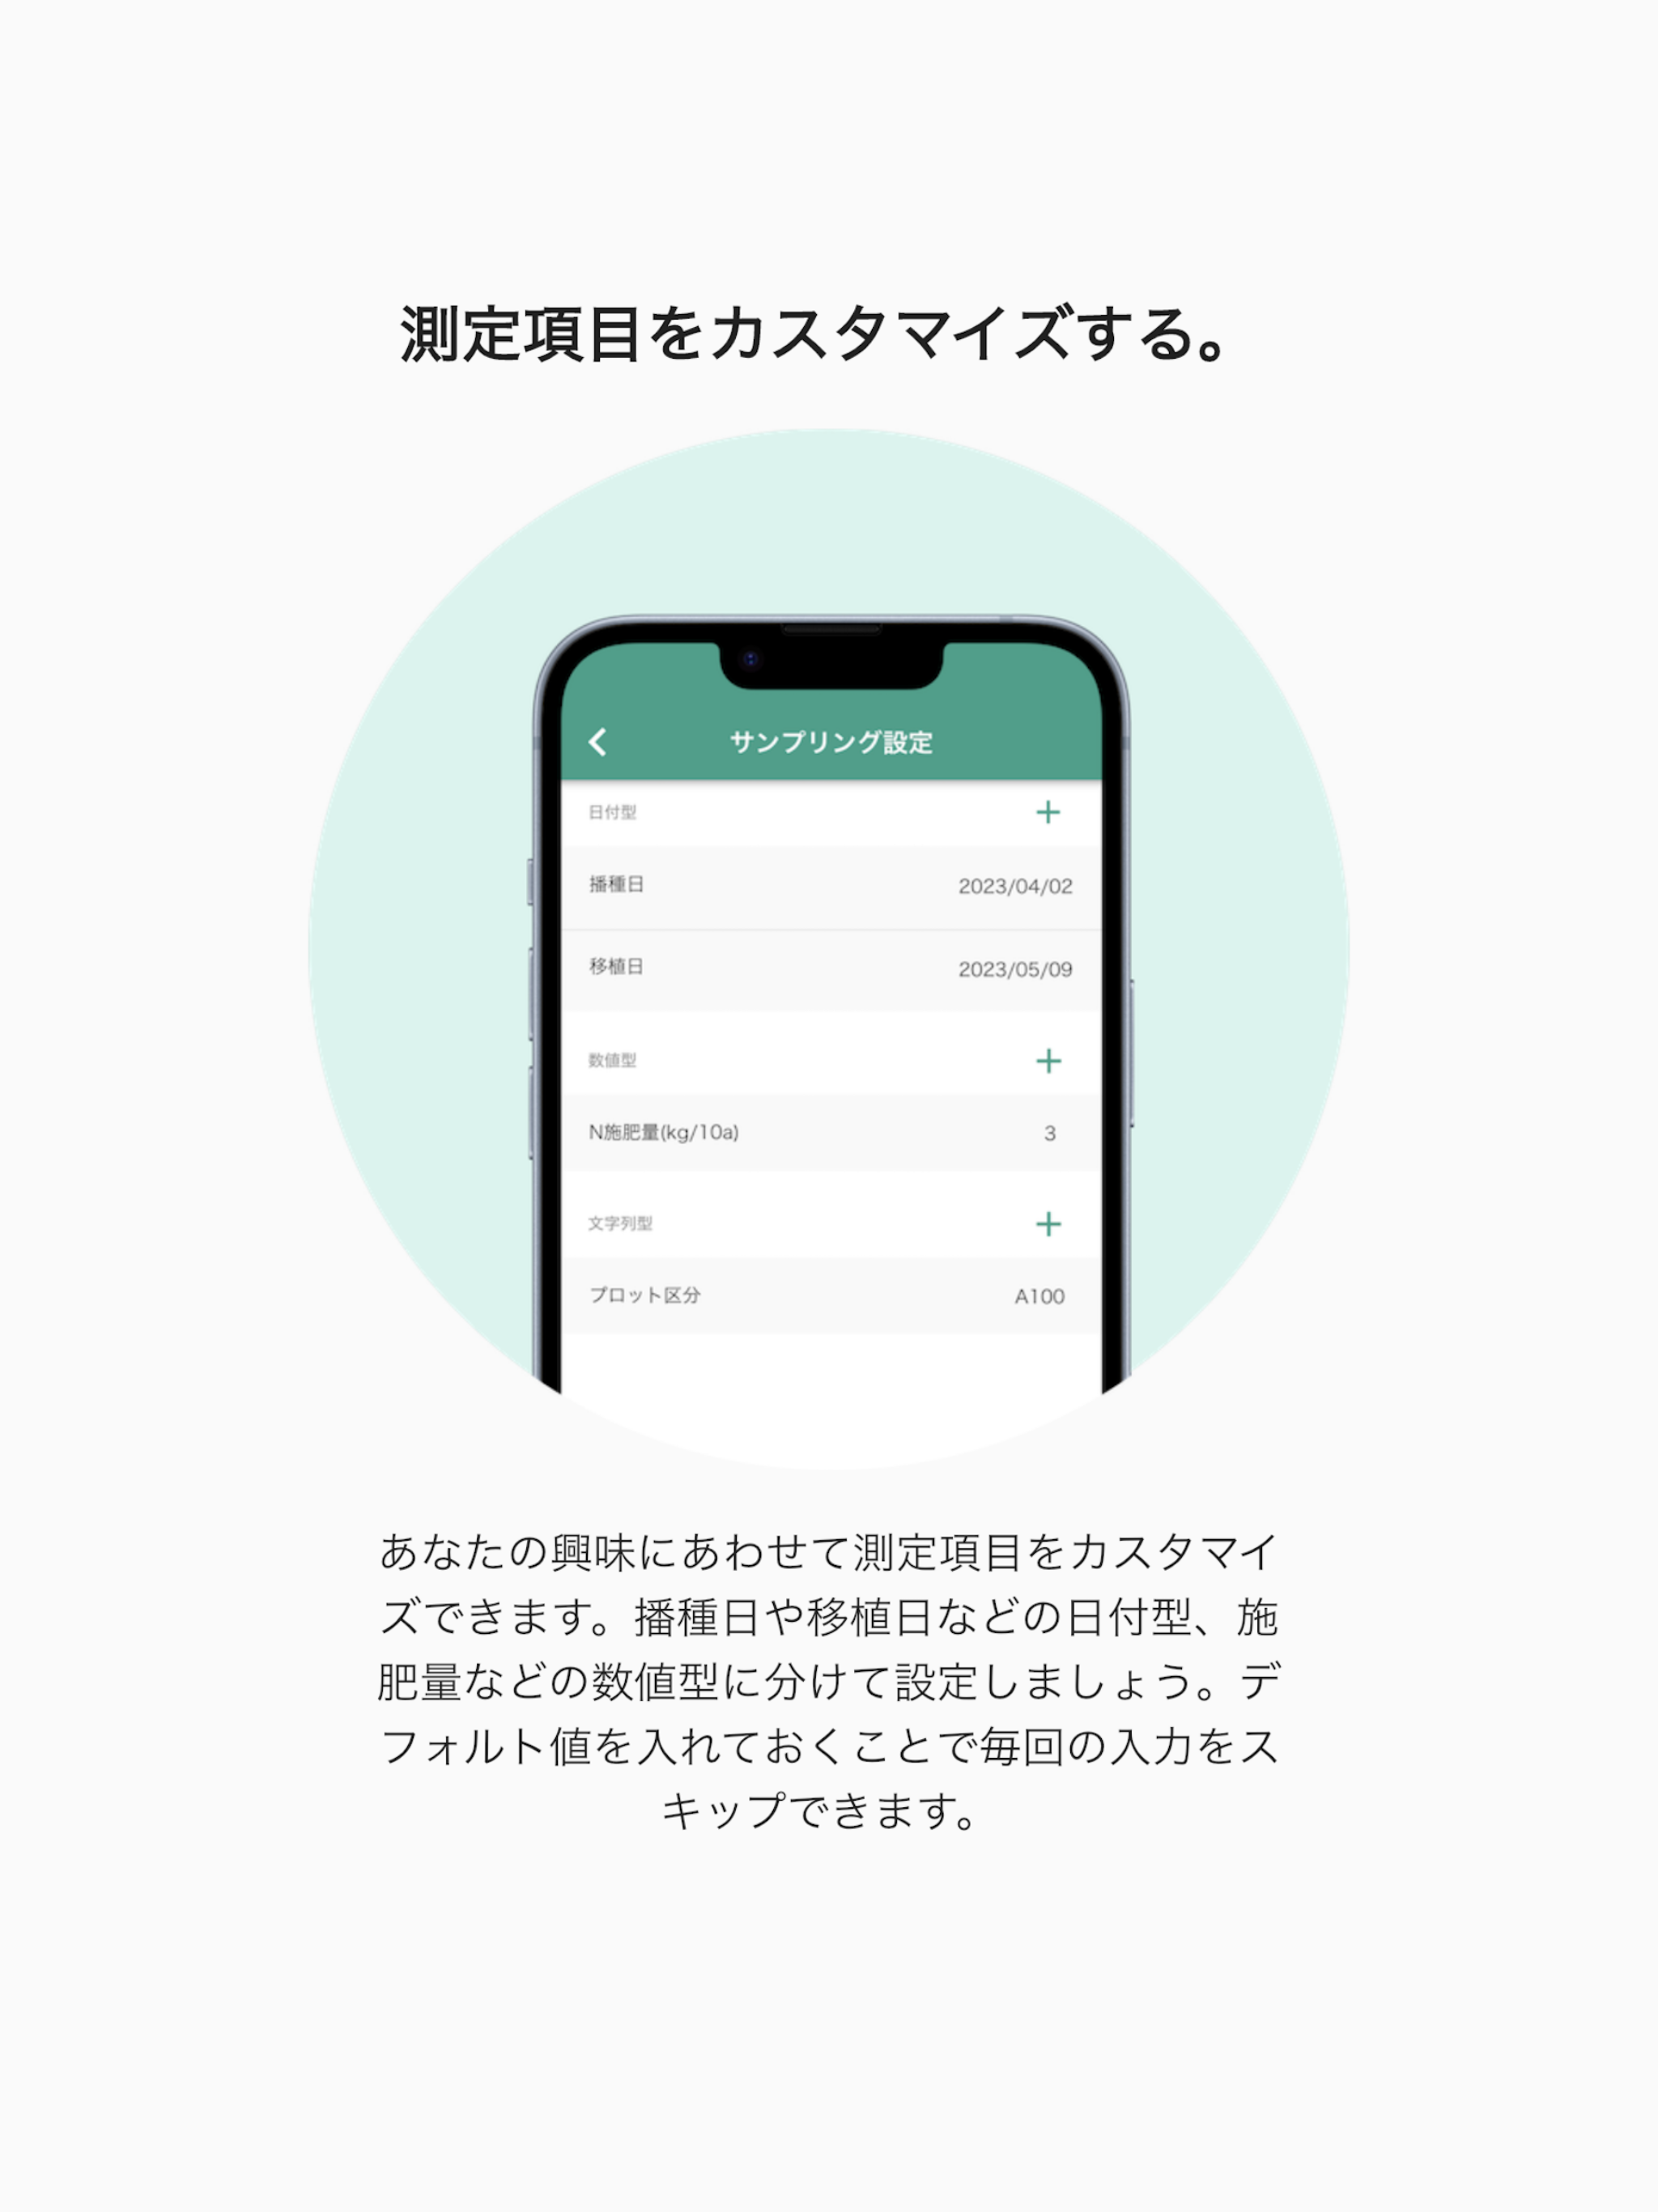 測定項目をカスタマイズする。
サンプリング設定
日付型
播種日 2023/04/02
移植日 2023/05/09
数値型
N施肥量(kg/10a) 3
文字列型
プロット区分 A100
あなたの興味にあわせて測定項目をカスタマイ
ズできます。播種日や移植日などの日付型、施
肥量などの数値型に分けて設定しましょう。デ
フォルト値を入れておくことで毎回の入力をス
キップできます。